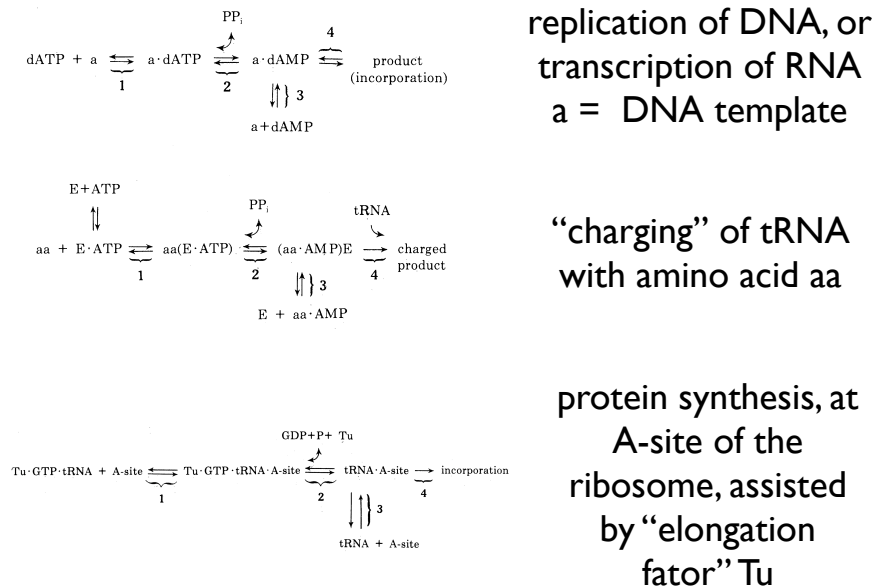 PPi
4
dATP + a ⇌ a·dATP ⇌ a·dAMP ⇌ product
(incorporation)
1 2 3
a+dAMP
replication of DNA, or
transcription of RNA
a = DNA template
E+ATP
PPi tRNA
aa + E·ATP ⇌ aa(E·ATP) ⇌ (aa·AMP)E → charged
product
1 2 4
3
E + aa·AMP
"charging" of tRNA
with amino acid aa
GDP+P+ Tu
Tu·GTP·tRNA + A-site ⇌ Tu·GTP·tRNA·A-site ⇌ tRNA·A-site → incorporation
1 2 4
3
tRNA + A-site
protein synthesis, at
A-site of the
ribosome, assisted
by "elongation
fator" Tu